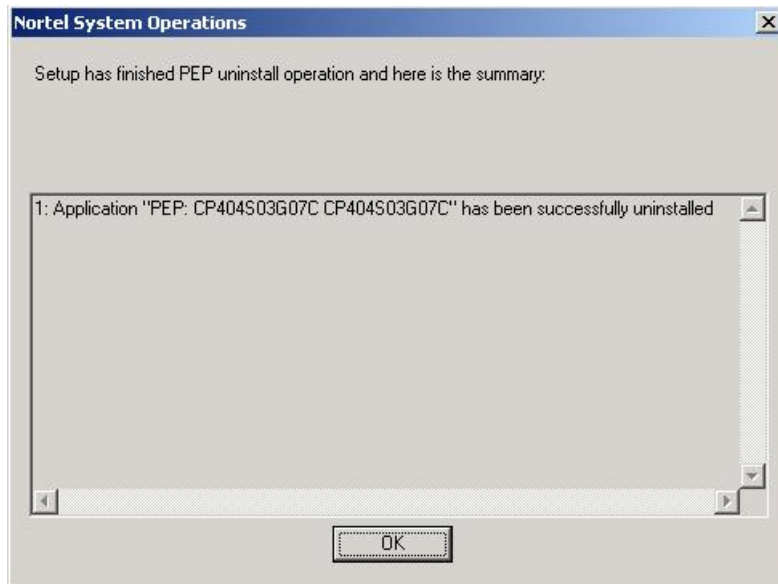 Nortel System Operations
Setup has finished PEP uninstall operation and here is the summary:
1: Application "PEP: CP404S03G07C CP404S03G07C" has been successfully uninstalled
OK